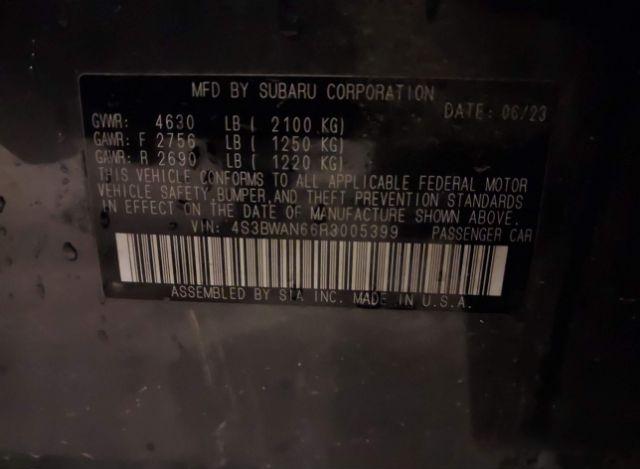 MFD BY SUBARU CORPORATION
DATE: 06/23
GVWR: 4630 LB ( 2100 KG)
GAWR: F 2756 LB ( 1250 KG)
GAWR: R 2690 LB ( 1220 KG)
THIS VEHICLE CONFORMS TO ALL APPLICABLE FEDERAL MOTOR
VEHICLE SAFETY,BUMPER,AND THEFT PREVENTION STANDARDS
IN EFFECT ON THE DATE OF MANUFACTURE SHOWN ABOVE.
VIN: 4S3BWAN66R3005399 PASSENGER CAR
ASSEMBLED BY SIA INC. MADE IN U.S.A.